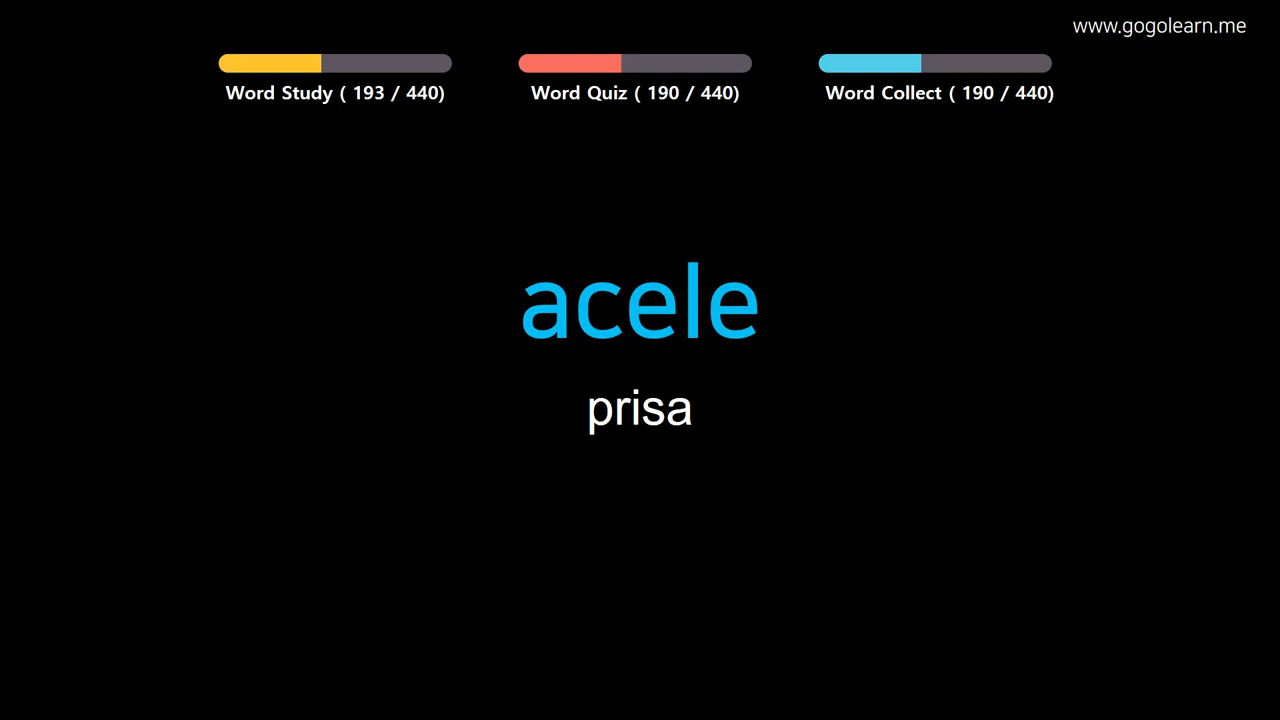 www.gogolearn.me
Word Study ( 193 / 440)
Word Quiz ( 190 / 440)
Word Collect ( 190 / 440)
acele
prisa